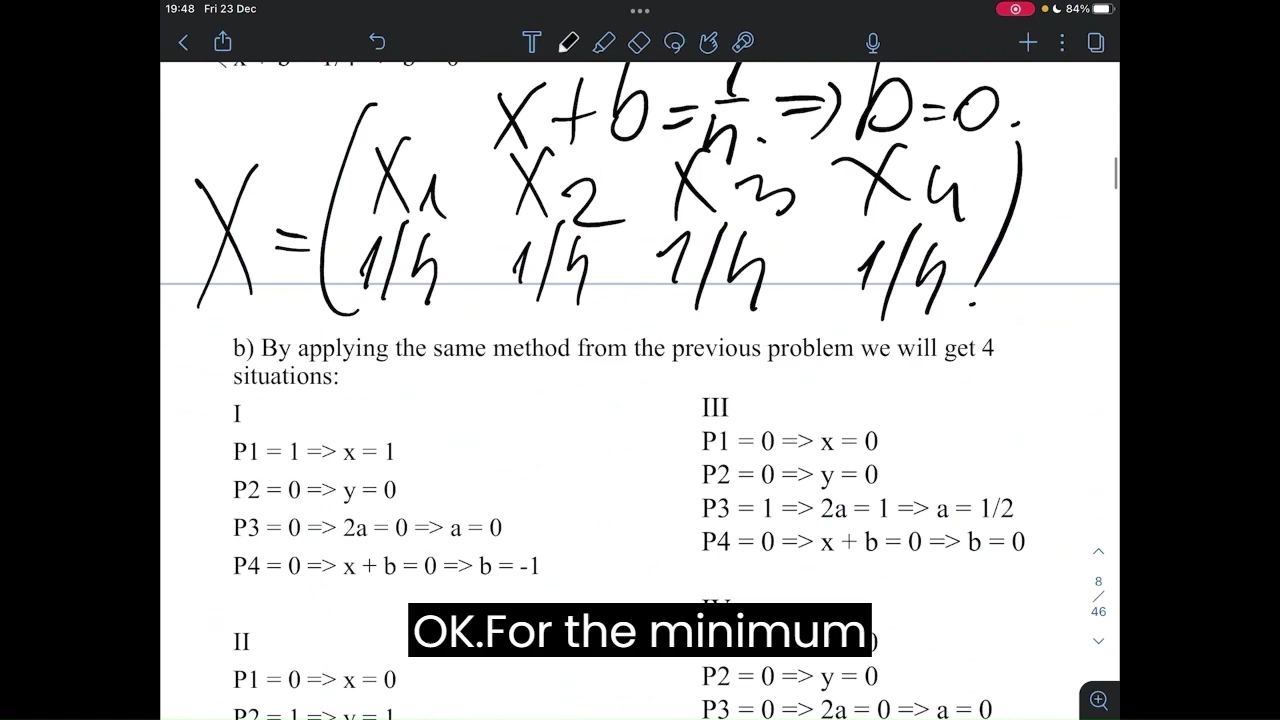 19:48 Fri 23 Dec
84%
x + b = 1/4 => b = 0.
X = ( x1 x2 x3 x4
1/4 1/4 1/4 1/4 )
b) By applying the same method from the previous problem we will get 4
situations:
I
P1 = 1 => x = 1
P2 = 0 => y = 0
P3 = 0 => 2a = 0 => a = 0
P4 = 0 => x + b = 0 => b = -1
III
P1 = 0 => x = 0
P2 = 0 => y = 0
P3 = 1 => 2a = 1 => a = 1/2
P4 = 0 => x + b = 0 => b = 0
8
/
46
OK.For the minimum
II
P1 = 0 => x = 0
P2 = 1 => y = 1
P2 = 0 => y = 0
P3 = 0 => 2a = 0 => a = 0